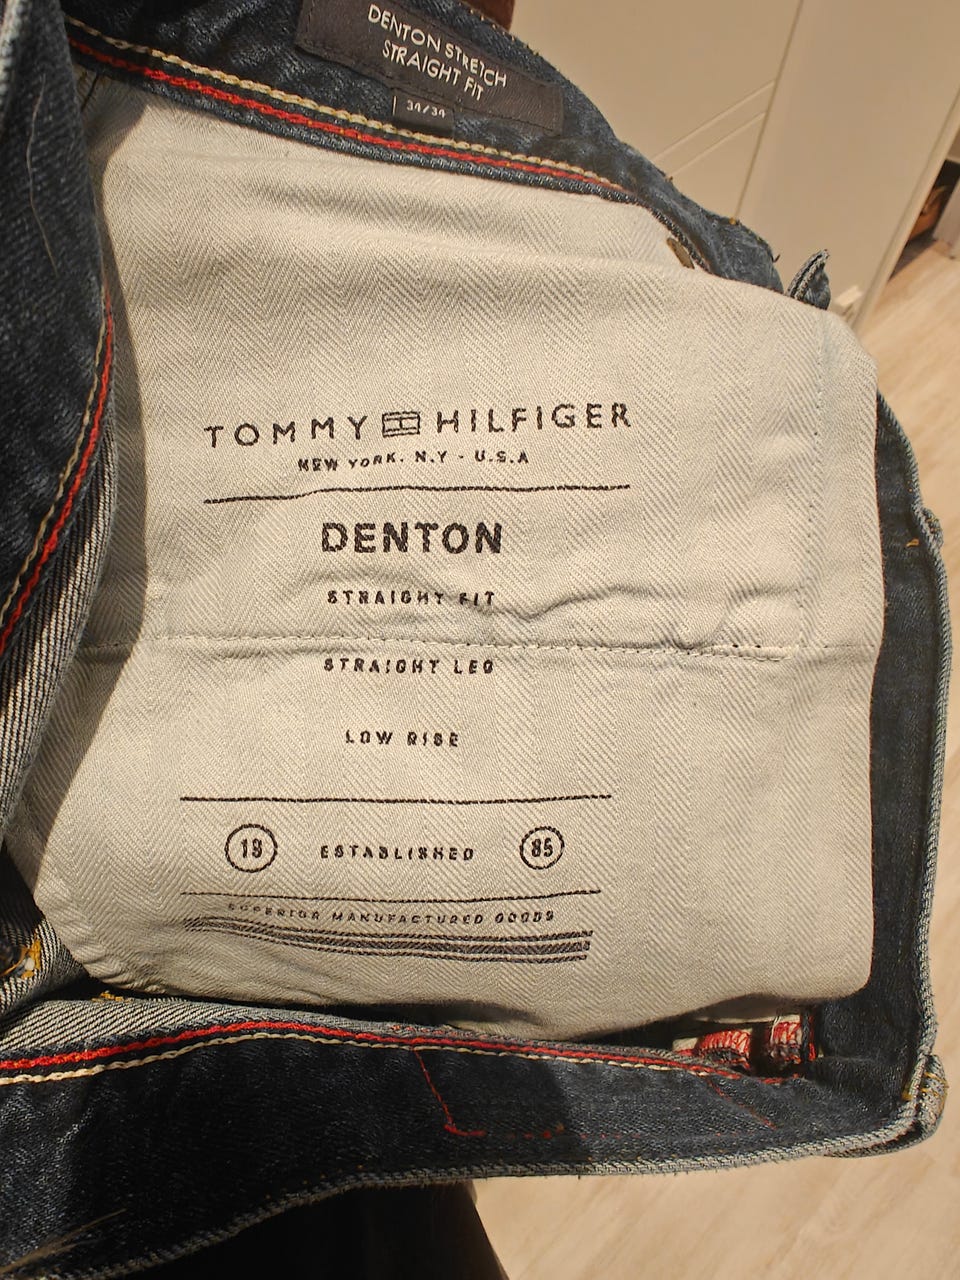 DENTON STRETCH
STRAIGHT FIT
34/34
TOMMY HILFIGER
NEW YORK. N.Y - U.S.A
DENTON
STRAIGHT FIT
STRAIGHT LEG
LOW RISE
19 ESTABLISHED 85
SUPERIOR MANUFACTURED GOODS